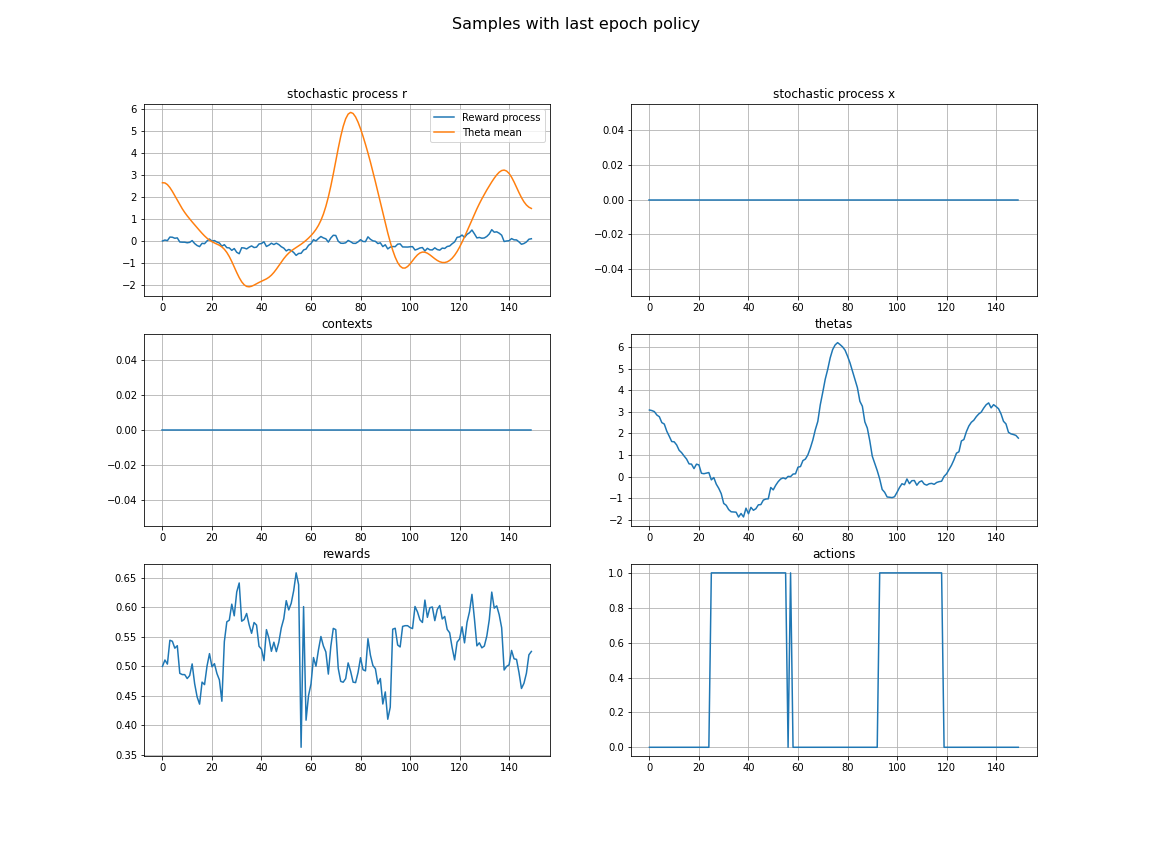 Samples with last epoch policy
stochastic process r
6
5
4
3
2
1
0
−1
−2
Reward process
Theta mean
0 20 40 60 80 100 120 140
stochastic process x
0.04
0.02
0.00
−0.02
−0.04
0 20 40 60 80 100 120 140
contexts
0.04
0.02
0.00
−0.02
−0.04
0 20 40 60 80 100 120 140
thetas
6
5
4
3
2
1
0
−1
−2
0 20 40 60 80 100 120 140
rewards
0.65
0.60
0.55
0.50
0.45
0.40
0.35
0 20 40 60 80 100 120 140
actions
1.0
0.8
0.6
0.4
0.2
0.0
0 20 40 60 80 100 120 140